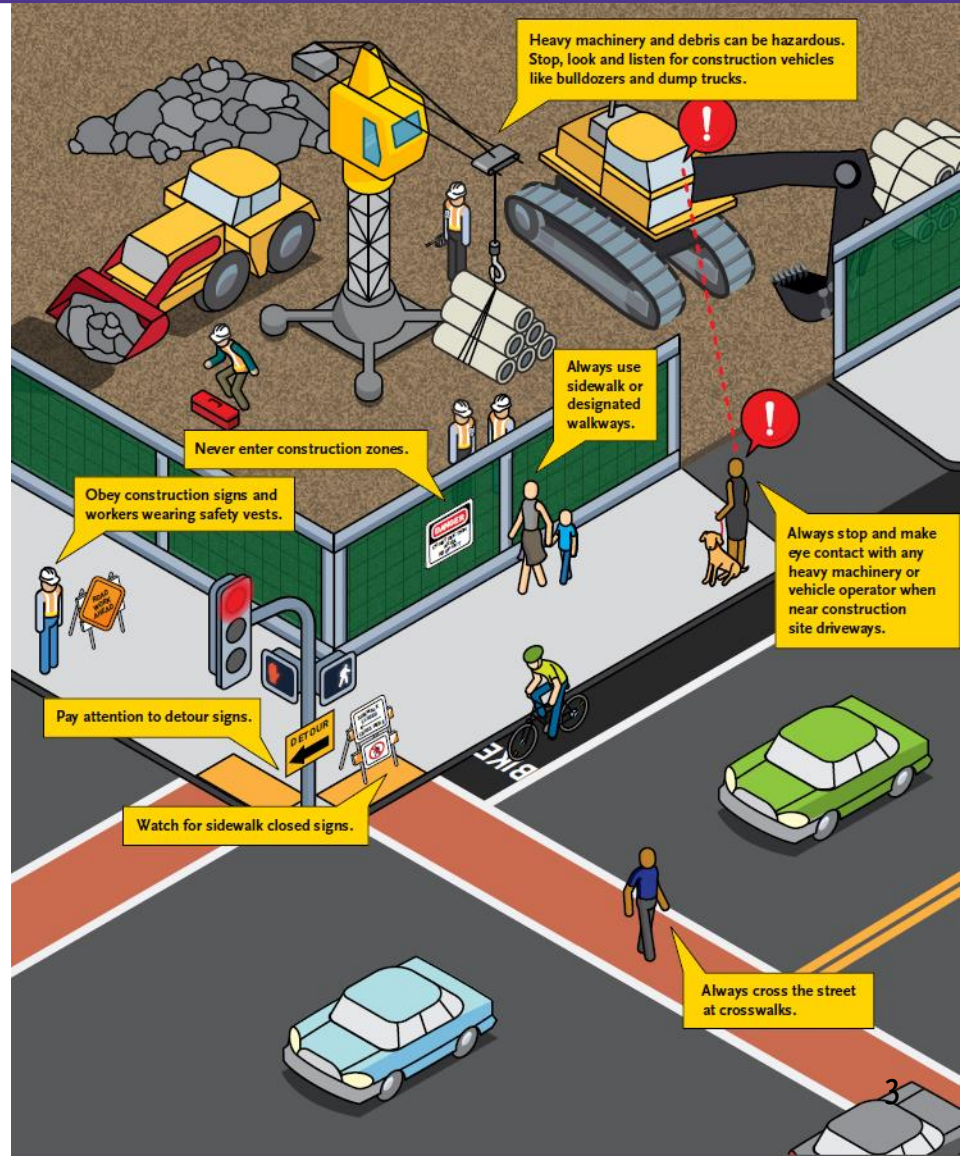 Heavy machinery and debris can be hazardous.
Stop, look and listen for construction vehicles
like bulldozers and dump trucks.
Always use
sidewalk or
designated
walkways.
Never enter construction zones.
Obey construction signs and
workers wearing safety vests.
DANGER
Always stop and make
eye contact with any
heavy machinery or
vehicle operator when
near construction
site driveways.
ROAD
WORK
AHEAD
Pay attention to detour signs.
DETOUR
SIDEWALK
CLOSED
BIKE
Watch for sidewalk closed signs.
Always cross the street
at crosswalks.
3